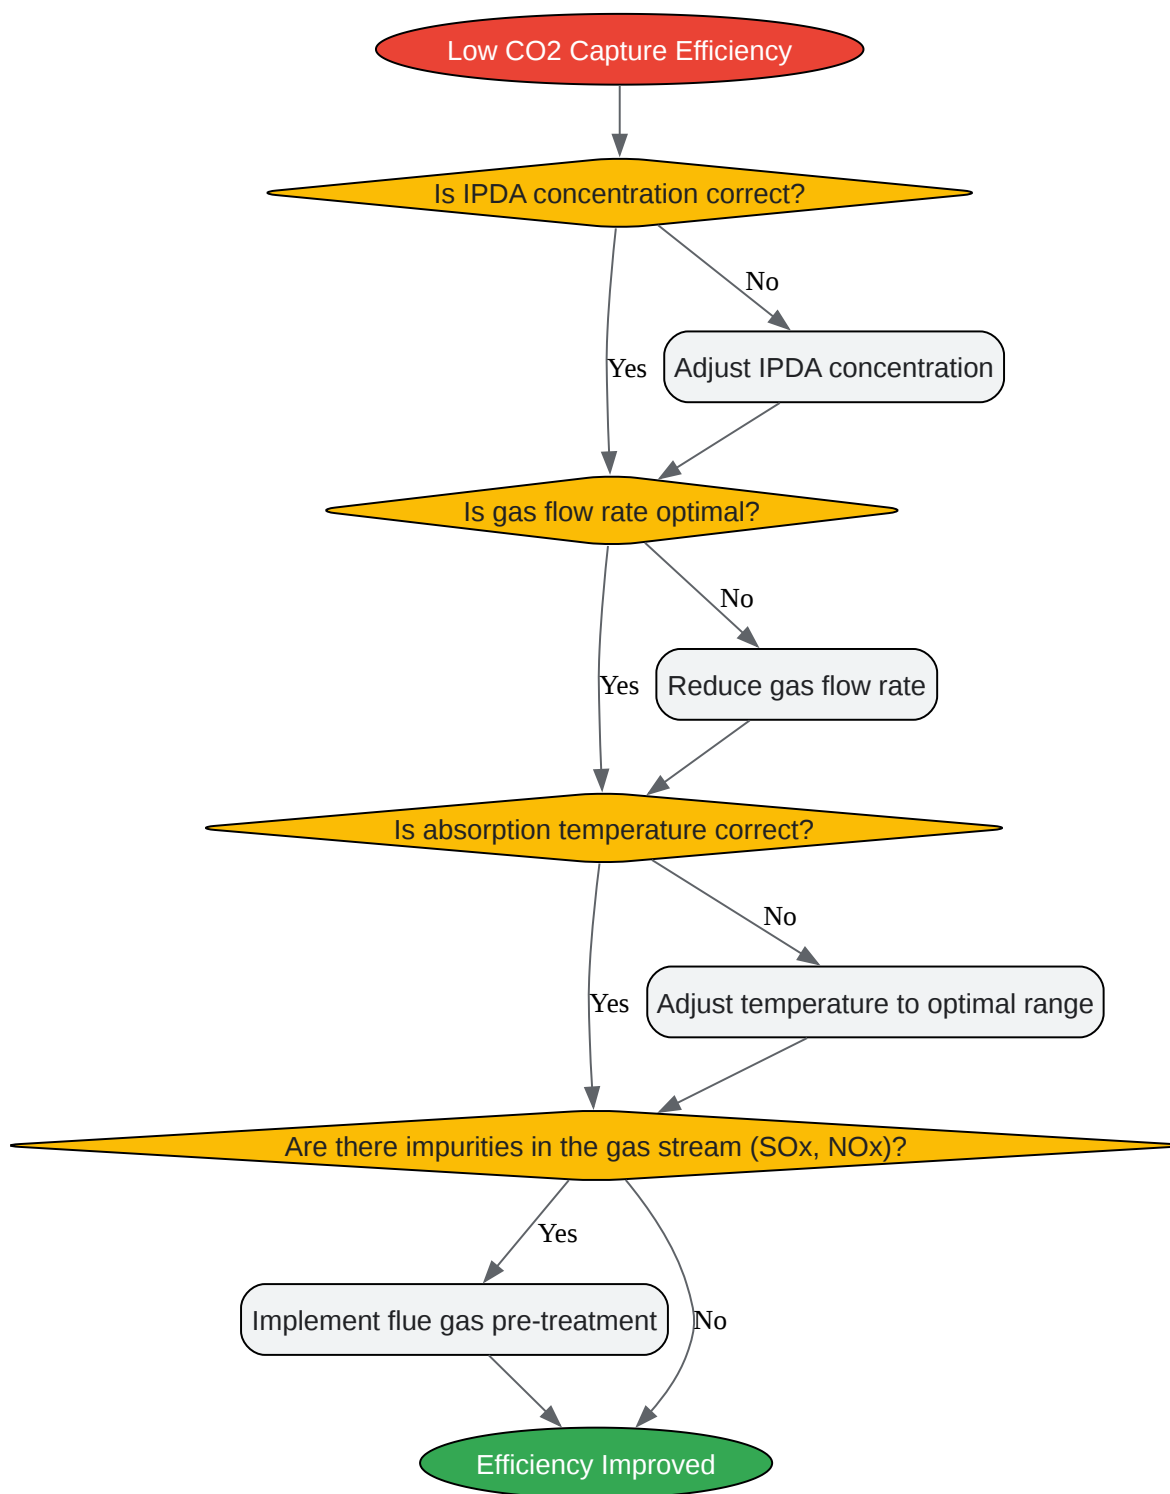 Low CO2 Capture Efficiency
Is IPDA concentration correct?
No
Yes
Adjust IPDA concentration
Is gas flow rate optimal?
No
Yes
Reduce gas flow rate
Is absorption temperature correct?
No
Yes
Adjust temperature to optimal range
Are there impurities in the gas stream (SOx, NOx)?
Yes
Implement flue gas pre-treatment
No
Efficiency Improved